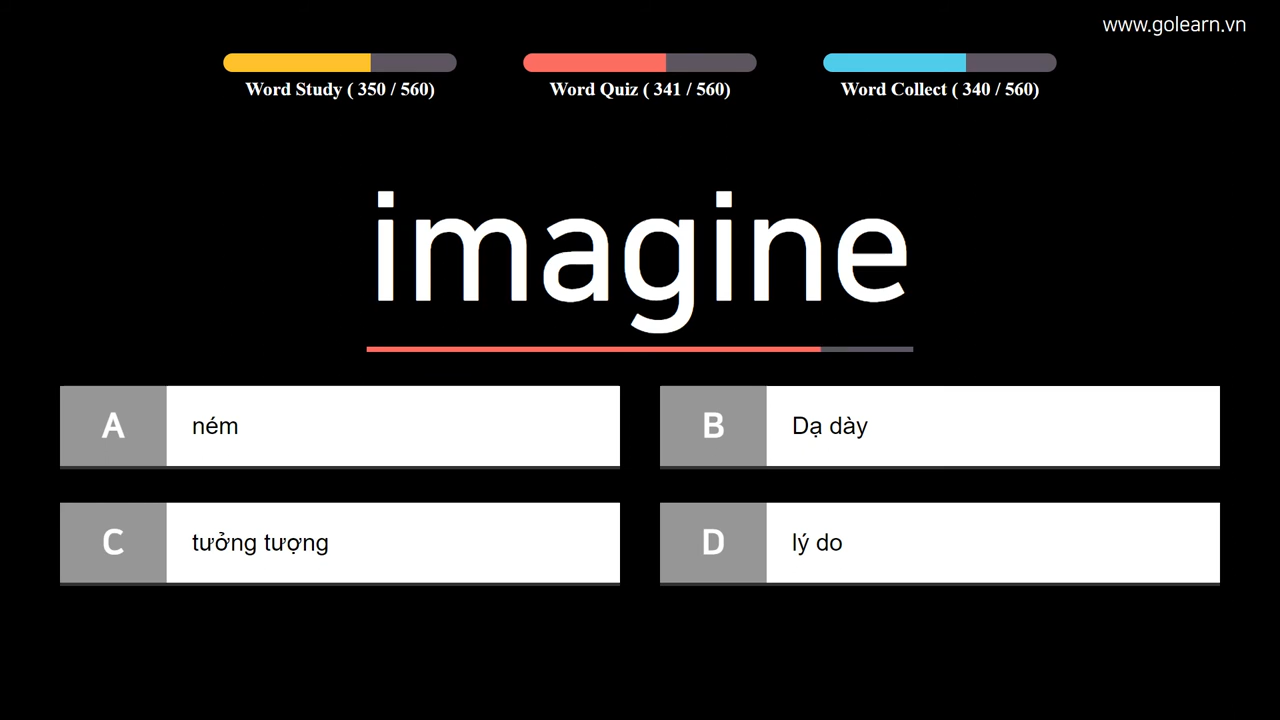 www.golearn.vn
Word Study ( 350 / 560)
Word Quiz ( 341 / 560)
Word Collect ( 340 / 560)
imagine
A ném
B Dạ dày
C tưởng tượng
D lý do